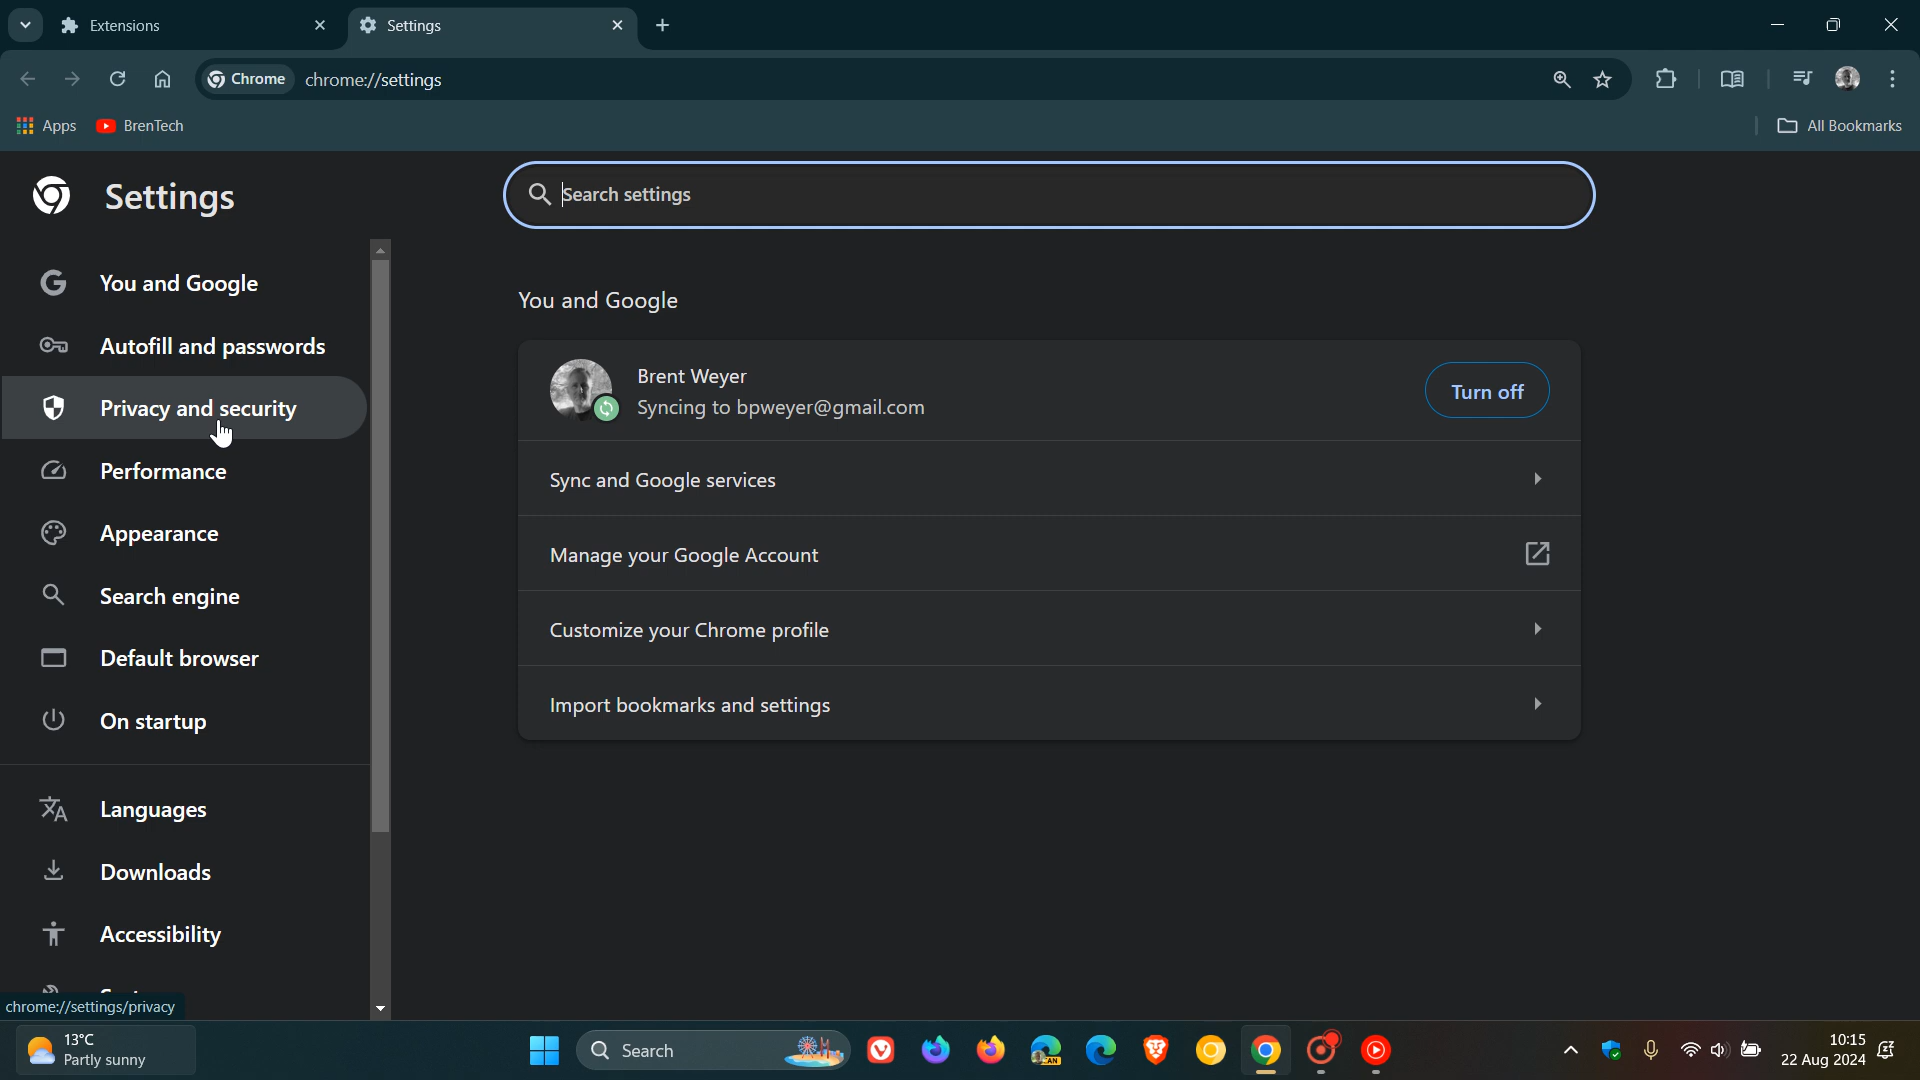 Extensions
Settings
Chrome
chrome://settings
Apps
BrenTech
All Bookmarks
Settings
Search settings
You and Google
Autofill and passwords
Privacy and security
Performance
Appearance
Search engine
Default browser
On startup
Languages
Downloads
Accessibility
You and Google
Brent Weyer
Syncing to bpweyer@gmail.com
Turn off
Sync and Google services
Manage your Google Account
Customize your Chrome profile
Import bookmarks and settings
chrome://settings/privacy
13°C
Partly sunny
Search
CAN
10:15
22 Aug 2024